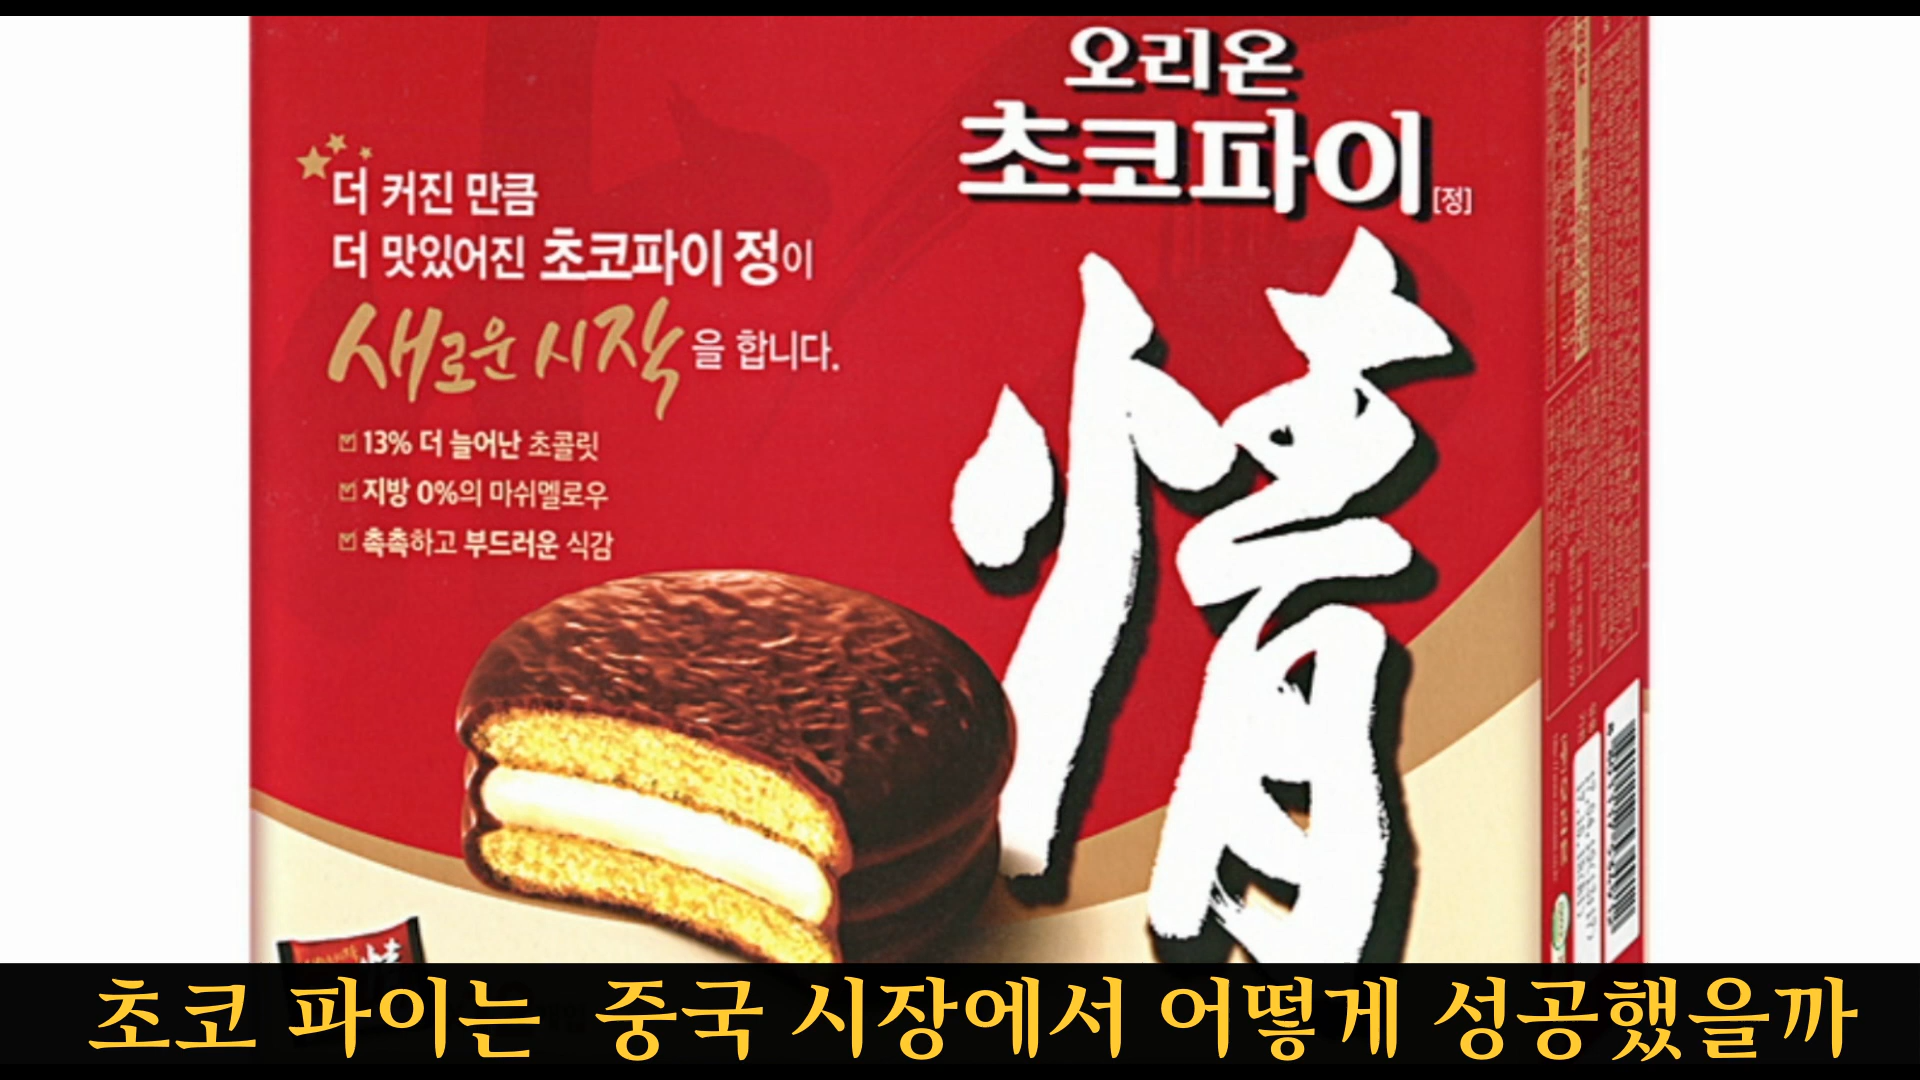 오리온
초코파이[정]
情
더 커진 만큼
더 맛있어진 초코파이 정이
새로운 시작을 합니다.
13% 더 늘어난 초콜릿
지방 0%의 마쉬멜로우
촉촉하고 부드러운 식감
초코 파이는 중국 시장에서 어떻게 성공했을까